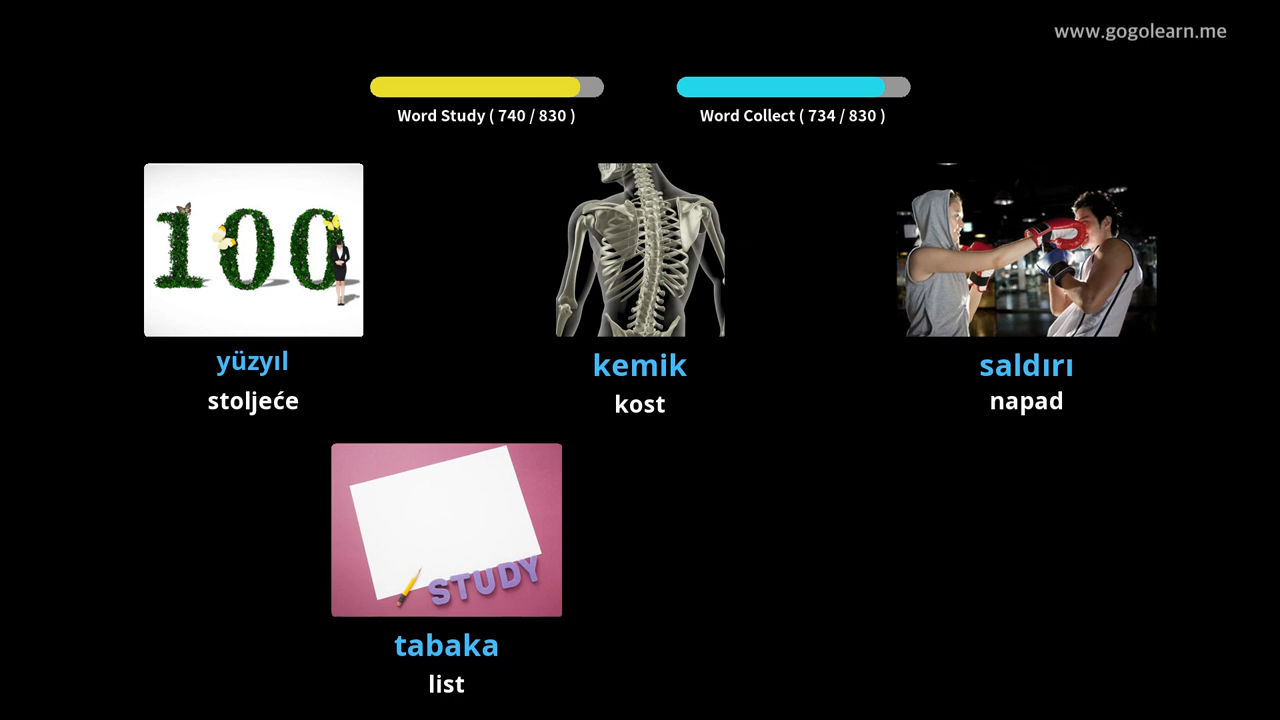 www.gogolearn.me
Word Study ( 740 / 830 )
Word Collect ( 734 / 830 )
100
yüzyıl
stoljeće
kemik
kost
saldırı
napad
STUDY
tabaka
list